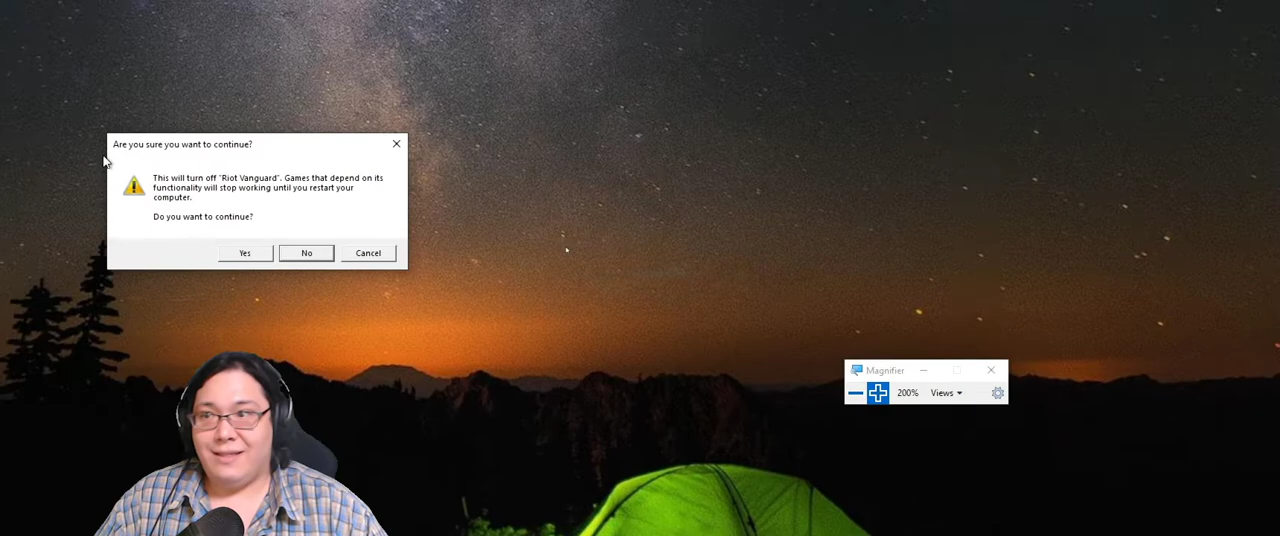 Are you sure you want to continue?
This will turn off "Riot Vanguard". Games that depend on its
functionality will stop working until you restart your
computer.
Do you want to continue?
Yes
No
Cancel
Magnifier
200%
Views